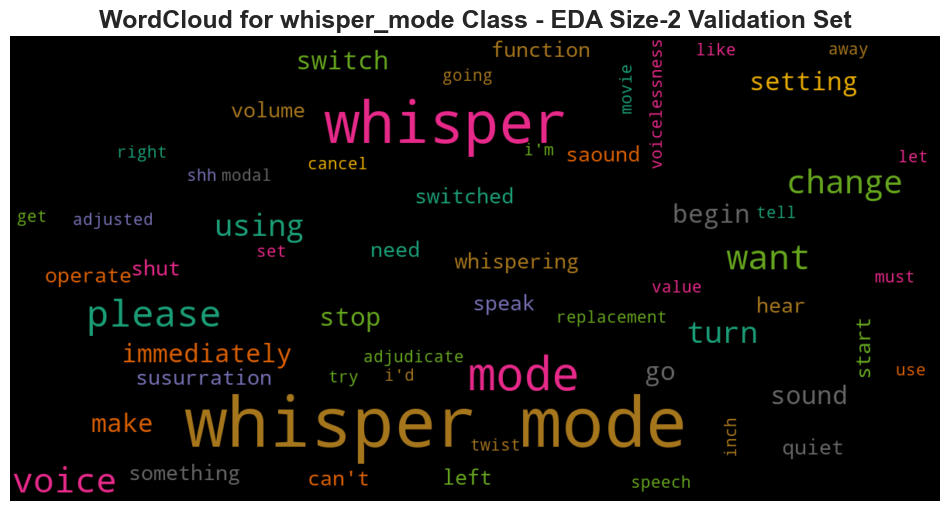 WordCloud for whisper_mode Class - EDA Size-2 Validation Set
switch
function
like
away
going
movie
voicelessness
setting
volume
whisper
i'm
saound
right
cancel
let
shh
modal
change
switched
get
adjusted
using
begin
tell
set
need
want
operate
shut
whispering
value
must
please
stop
speak
replacement
hear
turn
start
immediately
adjudicate
susurration
try
i'd
mode
go
use
make
whisper mode
sound
twist
inch
quiet
voice
something
can't
left
speech